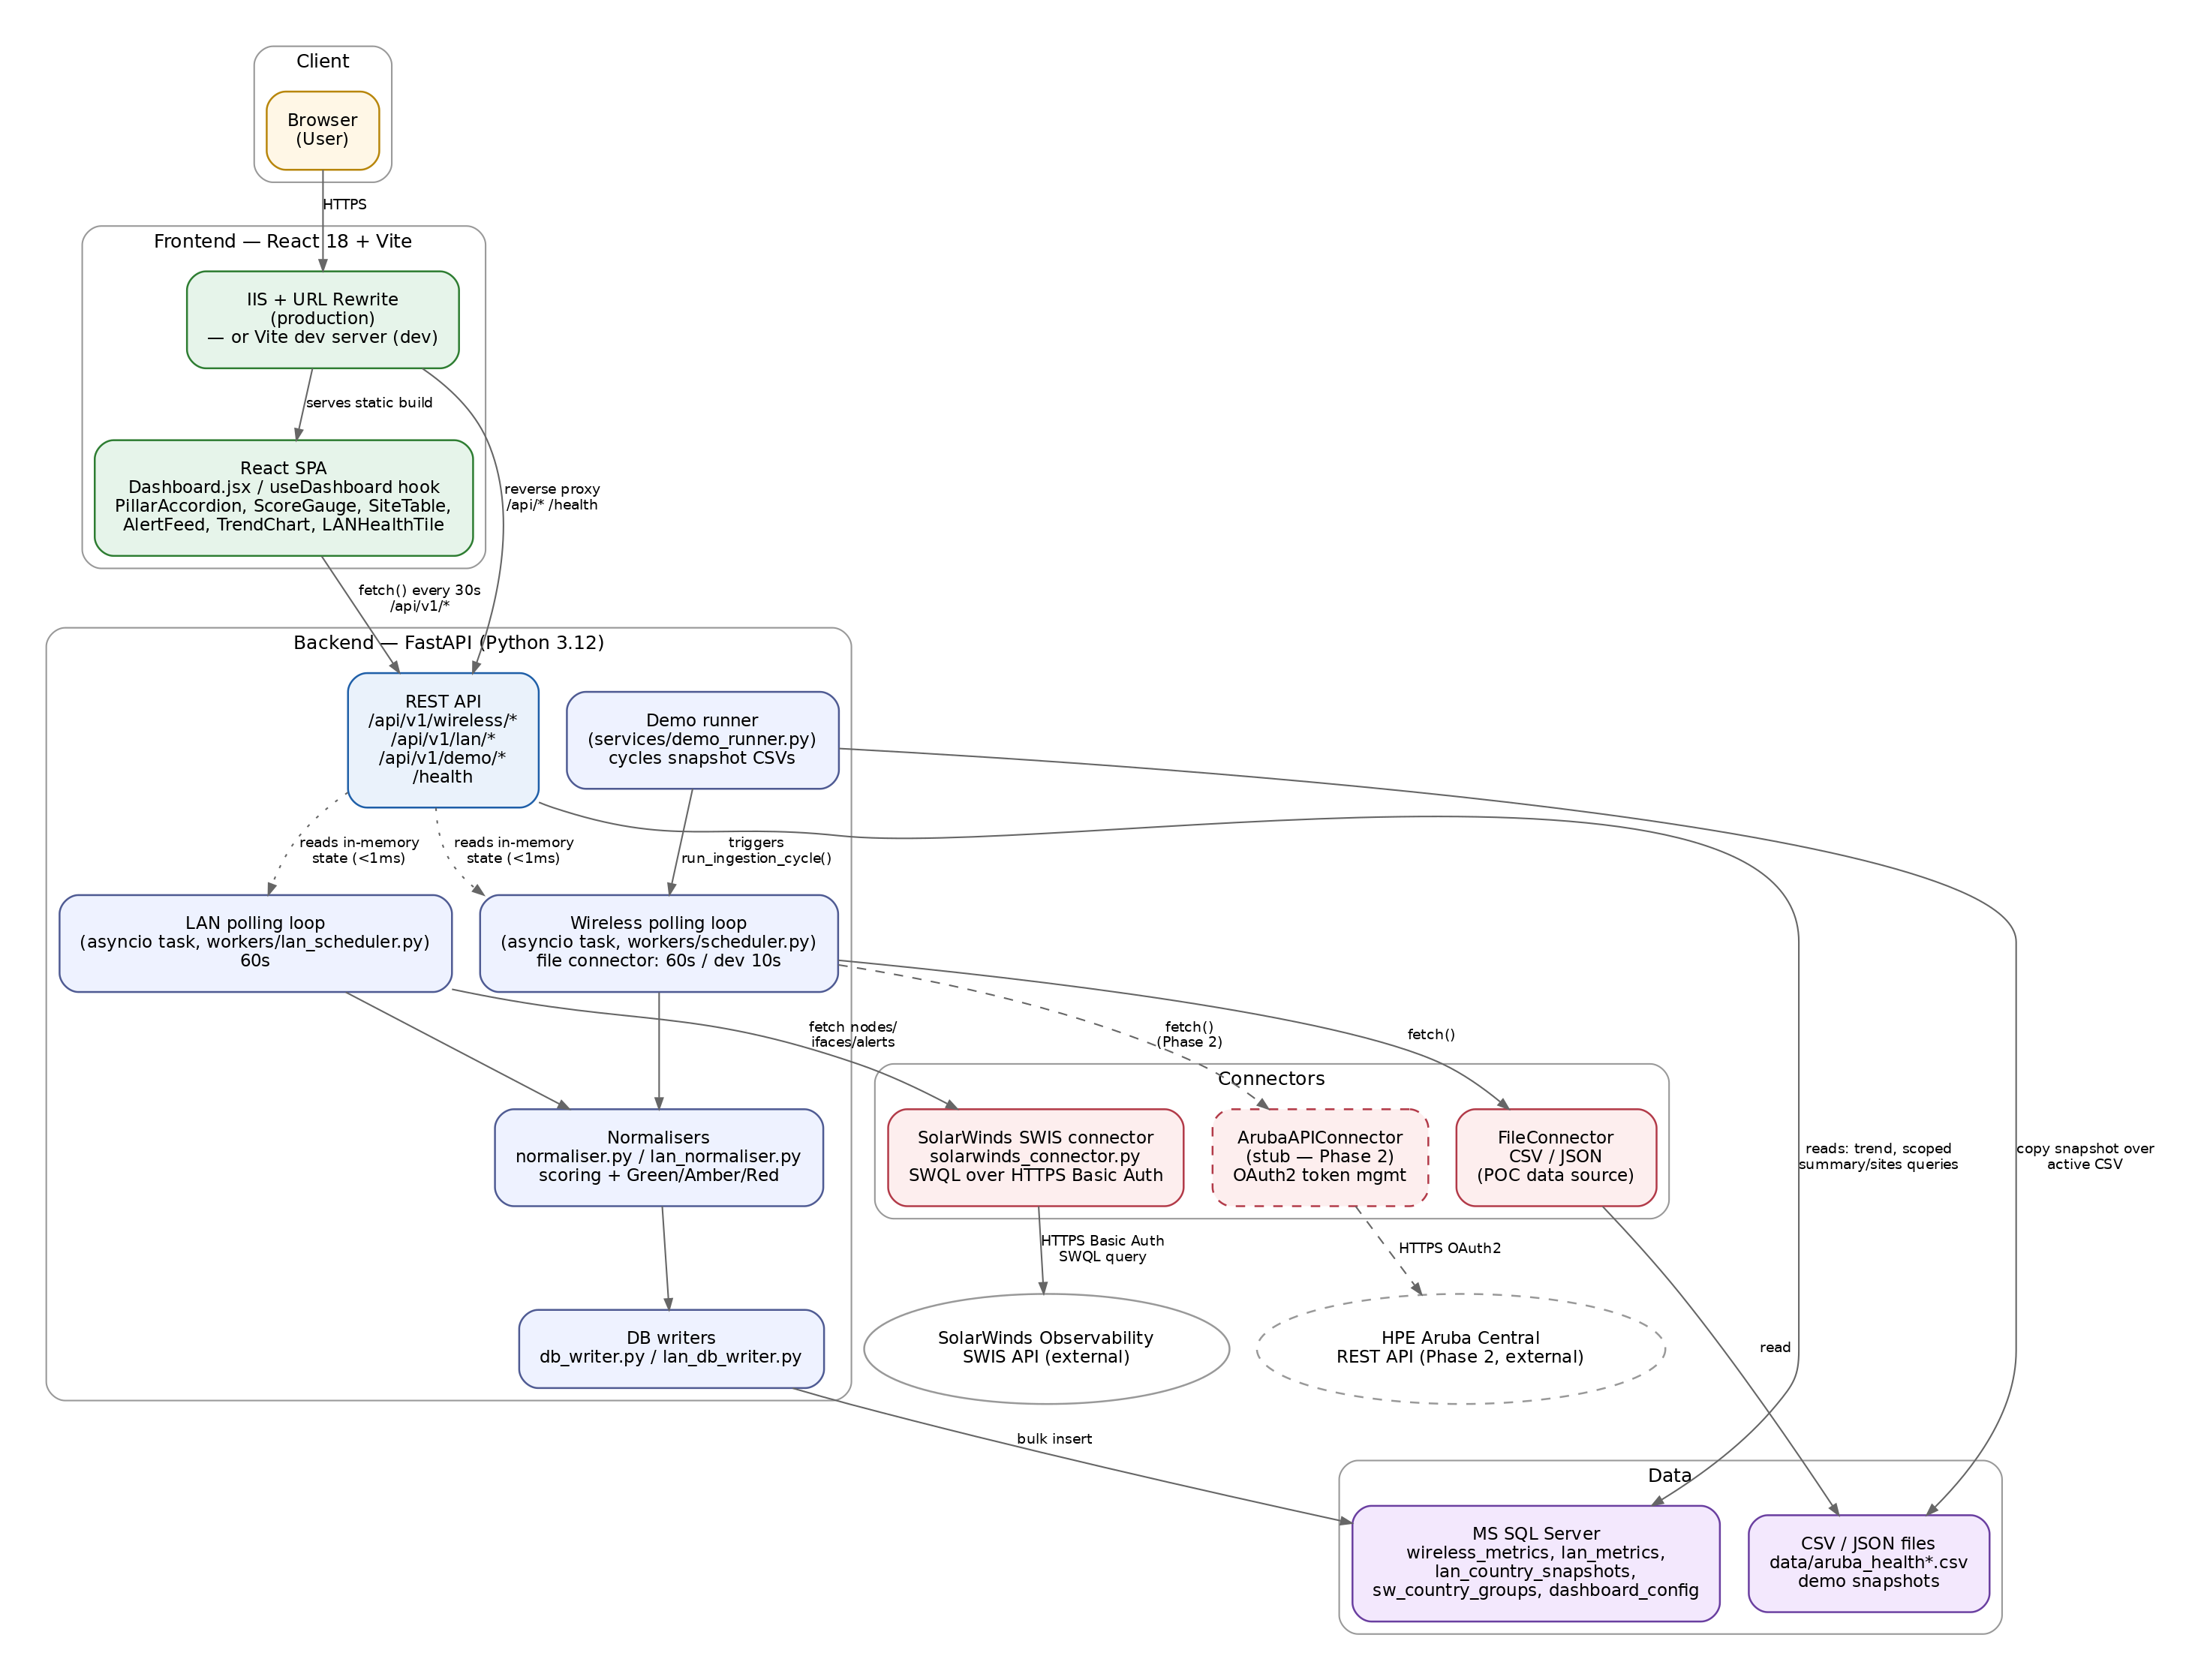 Client
Browser
(User)
HTTPS
Frontend — React 18 + Vite
IIS + URL Rewrite
(production)
— or Vite dev server (dev)
serves static build
React SPA
Dashboard.jsx / useDashboard hook
PillarAccordion, ScoreGauge, SiteTable,
AlertFeed, TrendChart, LANHealthTile
reverse proxy
/api/* /health
fetch() every 30s
/api/v1/*
Backend — FastAPI (Python 3.12)
REST API
/api/v1/wireless/*
/api/v1/lan/*
/api/v1/demo/*
/health
Demo runner
(services/demo_runner.py)
cycles snapshot CSVs
reads in-memory
state (<1ms)
reads in-memory
state (<1ms)
triggers
run_ingestion_cycle()
LAN polling loop
(asyncio task, workers/lan_scheduler.py)
60s
Wireless polling loop
(asyncio task, workers/scheduler.py)
file connector: 60s / dev 10s
fetch nodes/
ifaces/alerts
fetch()
(Phase 2)
fetch()
Connectors
Normalisers
normaliser.py / lan_normaliser.py
scoring + Green/Amber/Red
SolarWinds SWIS connector
solarwinds_connector.py
SWQL over HTTPS Basic Auth
ArubaAPIConnector
(stub — Phase 2)
OAuth2 token mgmt
FileConnector
CSV / JSON
(POC data source)
reads: trend, scoped
summary/sites queries
copy snapshot over
active CSV
HTTPS Basic Auth
SWQL query
HTTPS OAuth2
DB writers
db_writer.py / lan_db_writer.py
SolarWinds Observability
SWIS API (external)
HPE Aruba Central
REST API (Phase 2, external)
read
bulk insert
Data
MS SQL Server
wireless_metrics, lan_metrics,
lan_country_snapshots,
sw_country_groups, dashboard_config
CSV / JSON files
data/aruba_health*.csv
demo snapshots